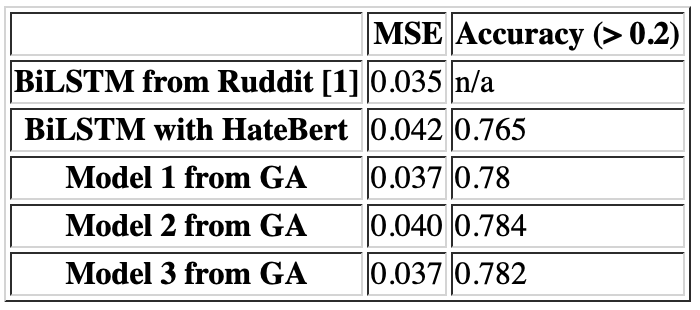 MSE Accuracy (> 0.2)
BiLSTM from Ruddit [1] 0.035 n/a
BiLSTM with HateBert 0.042 0.765
Model 1 from GA 0.037 0.78
Model 2 from GA 0.040 0.784
Model 3 from GA 0.037 0.782